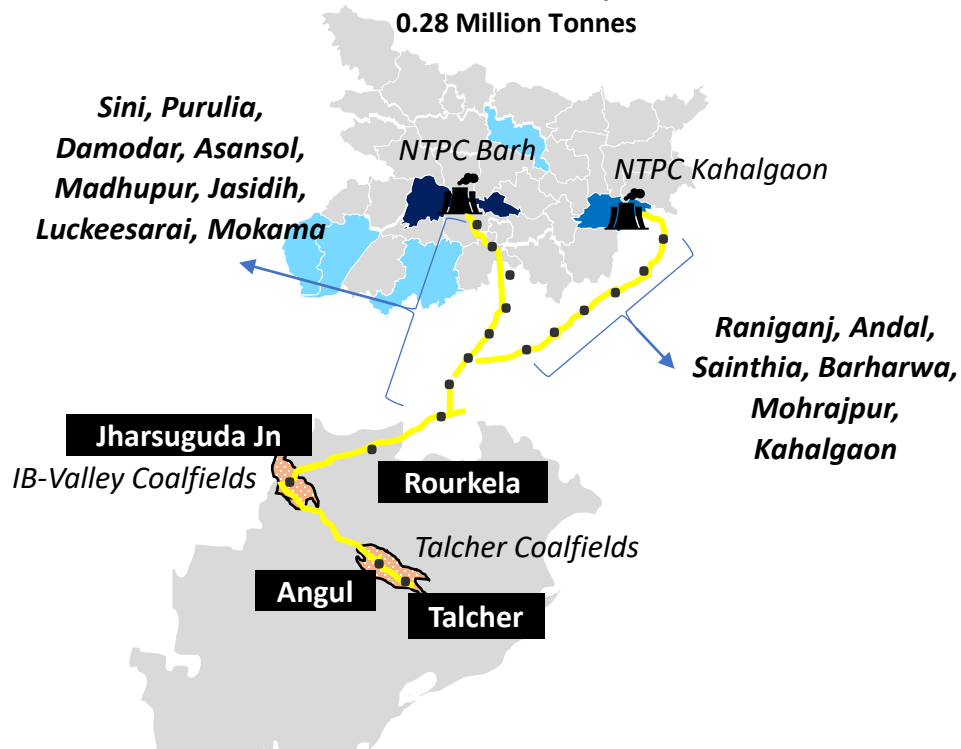 0.28 Million Tonnes
Sini, Purulia,
Damodar, Asansol,
Madhupur, Jasidih,
Luckeesarai, Mokama
NTPC Barh
NTPC Kahalgaon
Raniganj, Andal,
Sainthia, Barharwa,
Mohrajpur,
Kahalgaon
Jharsuguda Jn
IB-Valley Coalfields
Rourkela
Talcher Coalfields
Angul
Talcher